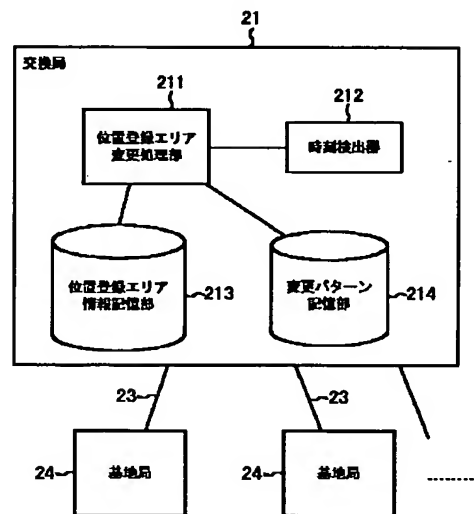 21
交換局
211
212
位置登録エリア
変更処理部
時刻検出器
位置登録エリア
情報記憶部
213
変更パターン
記憶部
214
23
23
24
基地局
24
基地局